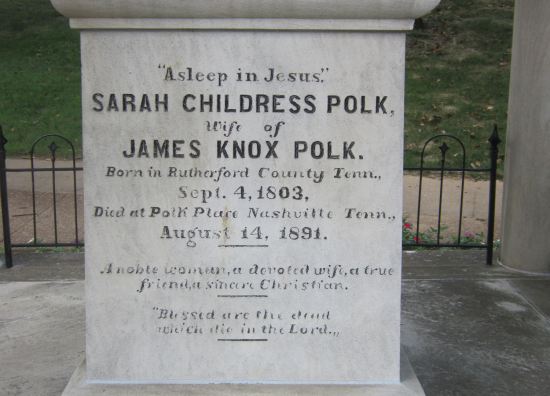 "Asleep in Jesus."
SARAH CHILDRESS POLK,
Wife of
JAMES KNOX POLK.
Born in Rutherford County Tenn.,
Sept. 4, 1803,
Died at Polk Place Nashville Tenn.,
August 14, 1891.
A noble woman, a devoted wife, a true
friend, a sincere Christian.
"Blessed are the dead
which die in the Lord.„